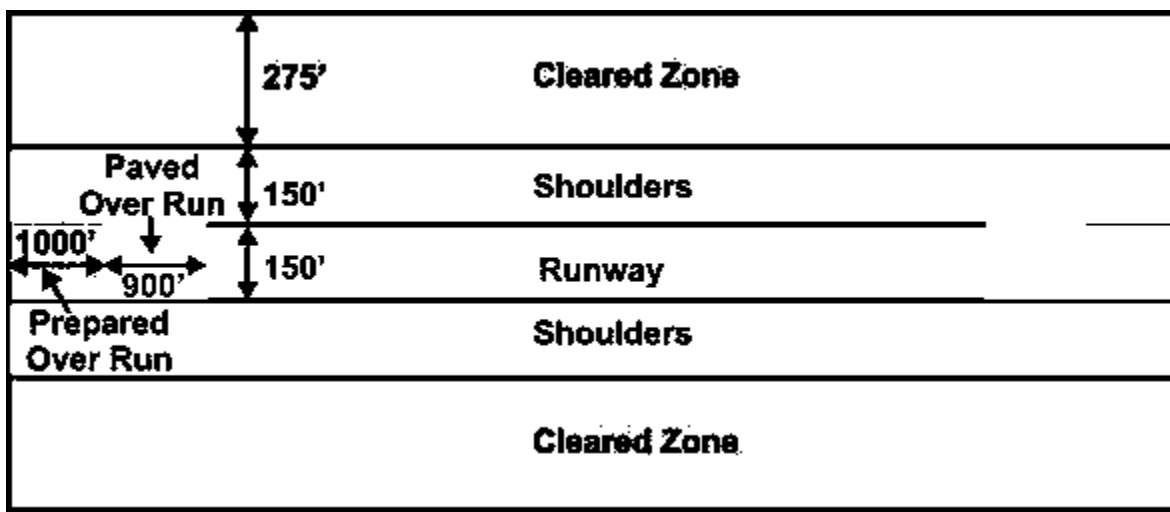 275’
Cleared Zone
Paved
Over Run
150’
Shoulders
1000’
900’
150’
Runway
Prepared
Over Run
Shoulders
Cleared Zone